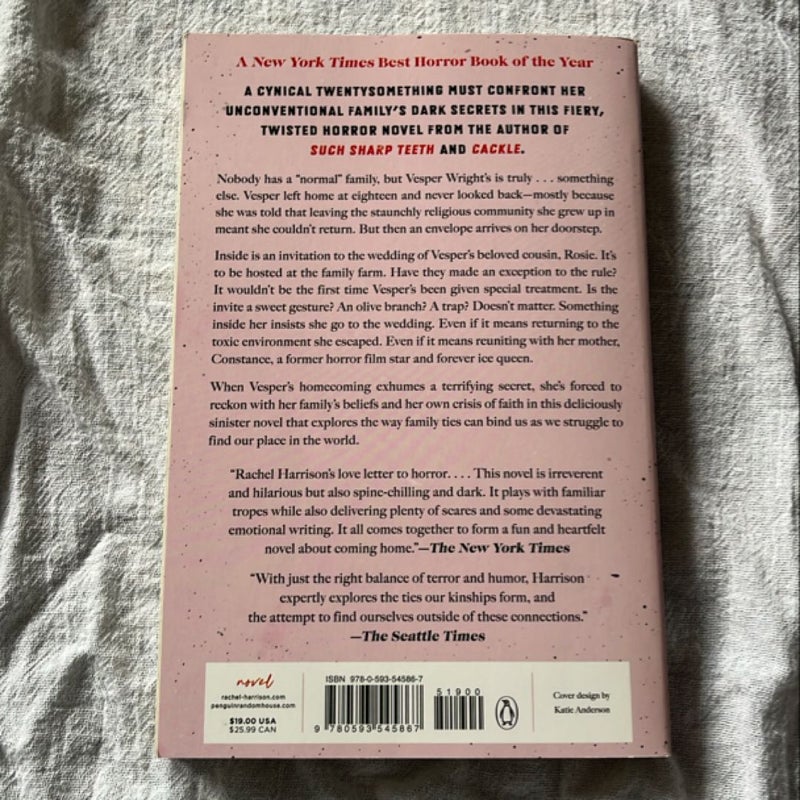 A New York Times Best Horror Book of the Year
A CYNICAL TWENTYSOMETHING MUST CONFRONT HER
UNCONVENTIONAL FAMILY'S DARK SECRETS IN THIS FIERY,
TWISTED HORROR NOVEL FROM THE AUTHOR OF
SUCH SHARP TEETH AND CACKLE.
Nobody has a "normal" family, but Vesper Wright's is truly . . . something
else. Vesper left home at eighteen and never looked back—mostly because
she was told that leaving the staunchly religious community she grew up in
meant she couldn't return. But then an envelope arrives on her doorstep.
Inside is an invitation to the wedding of Vesper's beloved cousin, Rosie. It's
to be hosted at the family farm. Have they made an exception to the rule?
It wouldn't be the first time Vesper's been given special treatment. Is the
invite a sweet gesture? An olive branch? A trap? Doesn't matter. Something
inside her insists she go to the wedding. Even if it means returning to the
toxic environment she escaped. Even if it means reuniting with her mother,
Constance, a former horror film star and forever ice queen.
When Vesper's homecoming exhumes a terrifying secret, she's forced to
reckon with her family's beliefs and her own crisis of faith in this deliciously
sinister novel that explores the way family ties can bind us as we struggle to
find our place in the world.
"Rachel Harrison's love letter to horror. . . . This novel is irreverent
and hilarious but also spine-chilling and dark. It plays with familiar
tropes while also delivering plenty of scares and some devastating
emotional writing. It all comes together to form a fun and heartfelt
novel about coming home."—The New York Times
"With just the right balance of terror and humor, Harrison
expertly explores the ties our kinships form, and
the attempt to find ourselves outside of these connections."
—The Seattle Times
novel
rachel-harrison.com
penguinrandomhouse.com
$19.00 USA
$25.99 CAN
ISBN 978-0-593-54586-7
51900
9 780593 545867
Cover design by
Katie Anderson